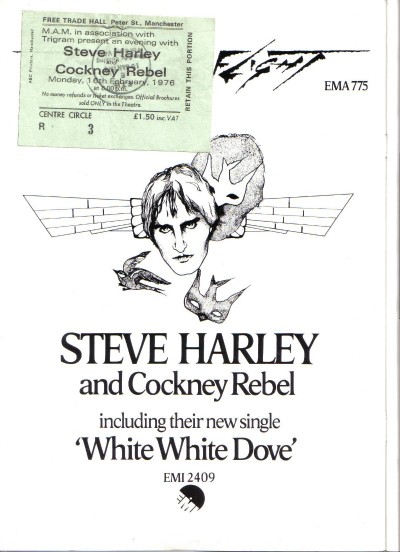 FREE TRADE HALL Peter St., Manchester
M.A.M. in association with
Trigram present an evening with
Steve Harley
and
Cockney Rebel
Monday, 16th February, 1976
No money refunds or ticket exchanges. Official Brochures
sold ONLY in the Theatre.
CENTRE CIRCLE £1.50 inc. VAT
R 3
RETAIN THIS PORTION
EMA 775
STEVE HARLEY
and Cockney Rebel
including their new single
'White White Dove'
EMI 2409